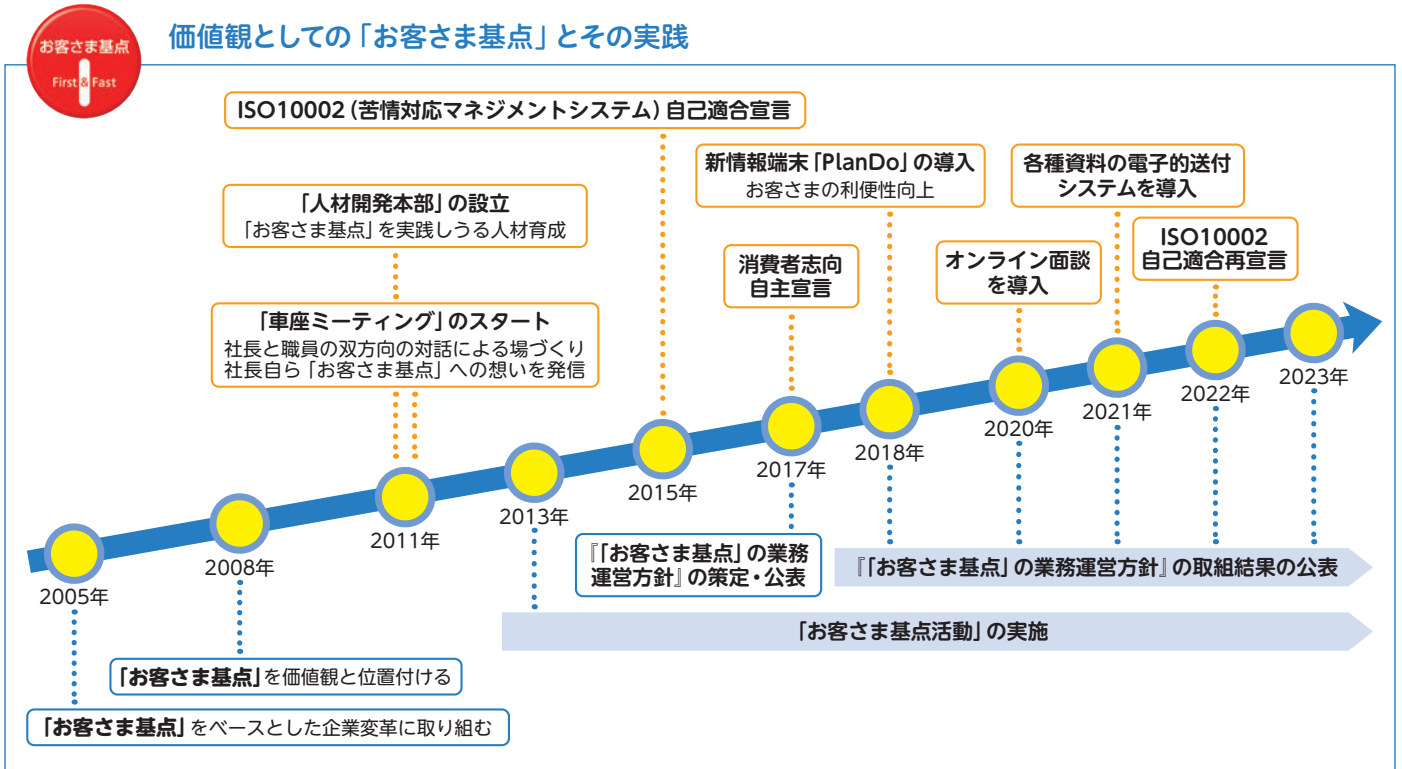 お客さま基点
First & Fast
価値観としての「お客さま基点」とその実践
ISO10002（苦情対応マネジメントシステム）自己適合宣言
新情報端末「PlanDo」の導入
お客さまの利便性向上
各種資料の電子的送付
システムを導入
「人材開発本部」の設立
「お客さま基点」を実践しうる人材育成
消費者志向
自主宣言
オンライン面談
を導入
ISO10002
自己適合再宣言
「車座ミーティング」のスタート
社長と職員の双方向の対話による場づくり
社長自ら「お客さま基点」への想いを発信
2005年
2008年
2011年
2013年
2015年
2017年
2018年
2020年
2021年
2022年
2023年
『「お客さま基点」の業務
運営方針』の策定・公表
『「お客さま基点」の業務運営方針』の取組結果の公表
「お客さま基点活動」の実施
「お客さま基点」を価値観と位置付ける
「お客さま基点」をベースとした企業変革に取り組む